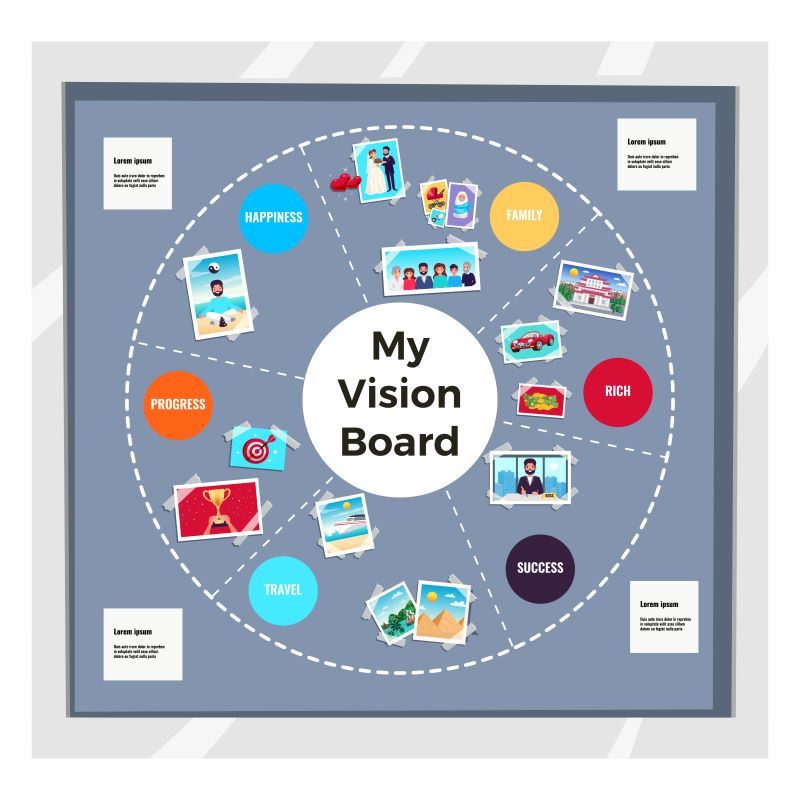 Lorem ipsum
Duis aute irure dolor in reprehen
in voluptate velit esse cillum
dolore eu fugiat nulla paria
Lorem ipsum
Duis aute irure dolor in reprehen
in voluptate velit esse cillum
dolore eu fugiat nulla paria
HAPPINESS
FAMILY
My
Vision
Board
PROGRESS
RICH
BOSS
SUCCESS
TRAVEL
Lorem ipsum
Duis aute irure dolor in reprehen
in voluptate velit esse cillum
dolore eu fugiat nulla paria
Lorem ipsum
Duis aute irure dolor in reprehen
in voluptate velit esse cillum
dolore eu fugiat nulla paria